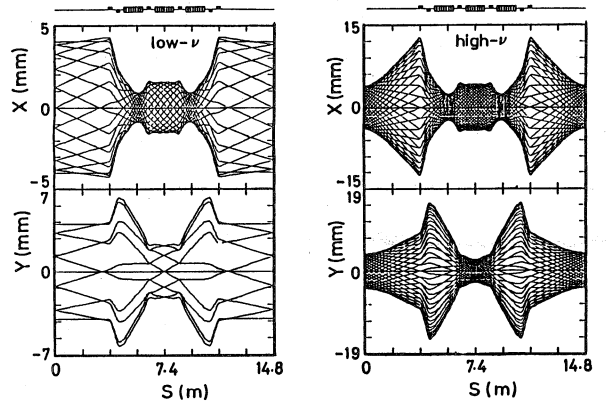 low-ν
high-ν
5
X (mm)
0
-5
7
Y (mm)
0
-7
0
7.4
14.8
S (m)
15
X (mm)
0
-15
19
Y (mm)
0
-19
0
7.4
14.8
S (m)